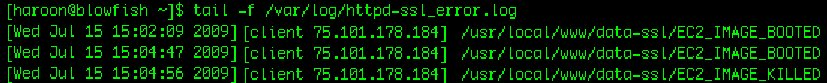 [haroon@blowfish ~]$ tail -f /var/log/httpd-ssl_error.log
[Wed Jul 15 15:02:09 2009][client 75.101.178.184] /usr/local/www/data-ssl/EC2_IMAGE_BOOTED
[Wed Jul 15 15:04:47 2009][client 75.101.178.184] /usr/local/www/data-ssl/EC2_IMAGE_BOOTED
[Wed Jul 15 15:04:56 2009][client 75.101.178.184] /usr/local/www/data-ssl/EC2_IMAGE_KILLED